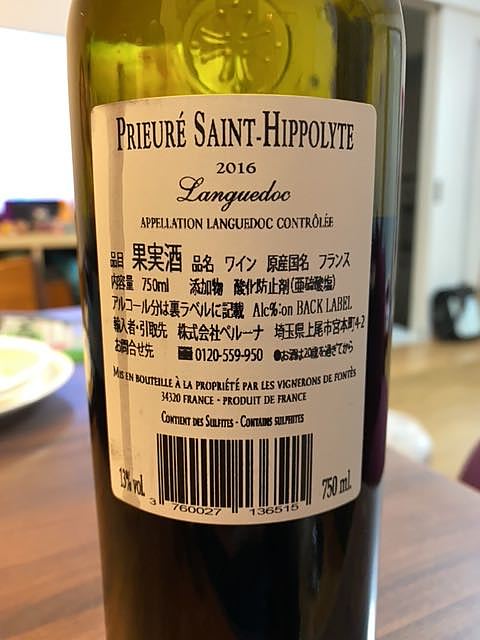 PRIEURÉ SAINT-HIPPOLYTE
2016
Languedoc
APPELLATION LANGUEDOC CONTRÔLÉE
品目 果実酒 品名 ワイン 原産国名 フランス
内容量 750ml 添加物 酸化防止剤(亜硫酸塩)
アルコール分は裏ラベルに記載 Alc%:on BACK LABEL
輸入者・引取先 株式会社ベルーナ 埼玉県上尾市宮本町4-2
お問合せ先 ☎0120-559-950 ●お酒は20歳を過ぎてから
MIS EN BOUTEILLE À LA PROPRIÉTÉ PAR LES VIGNERONS DE FONTÈS
34320 FRANCE - PRODUIT DE FRANCE
CONTIENT DES SULFITES - CONTAINS SULPHITES
13% vol
750 ml.
3 760027 136515